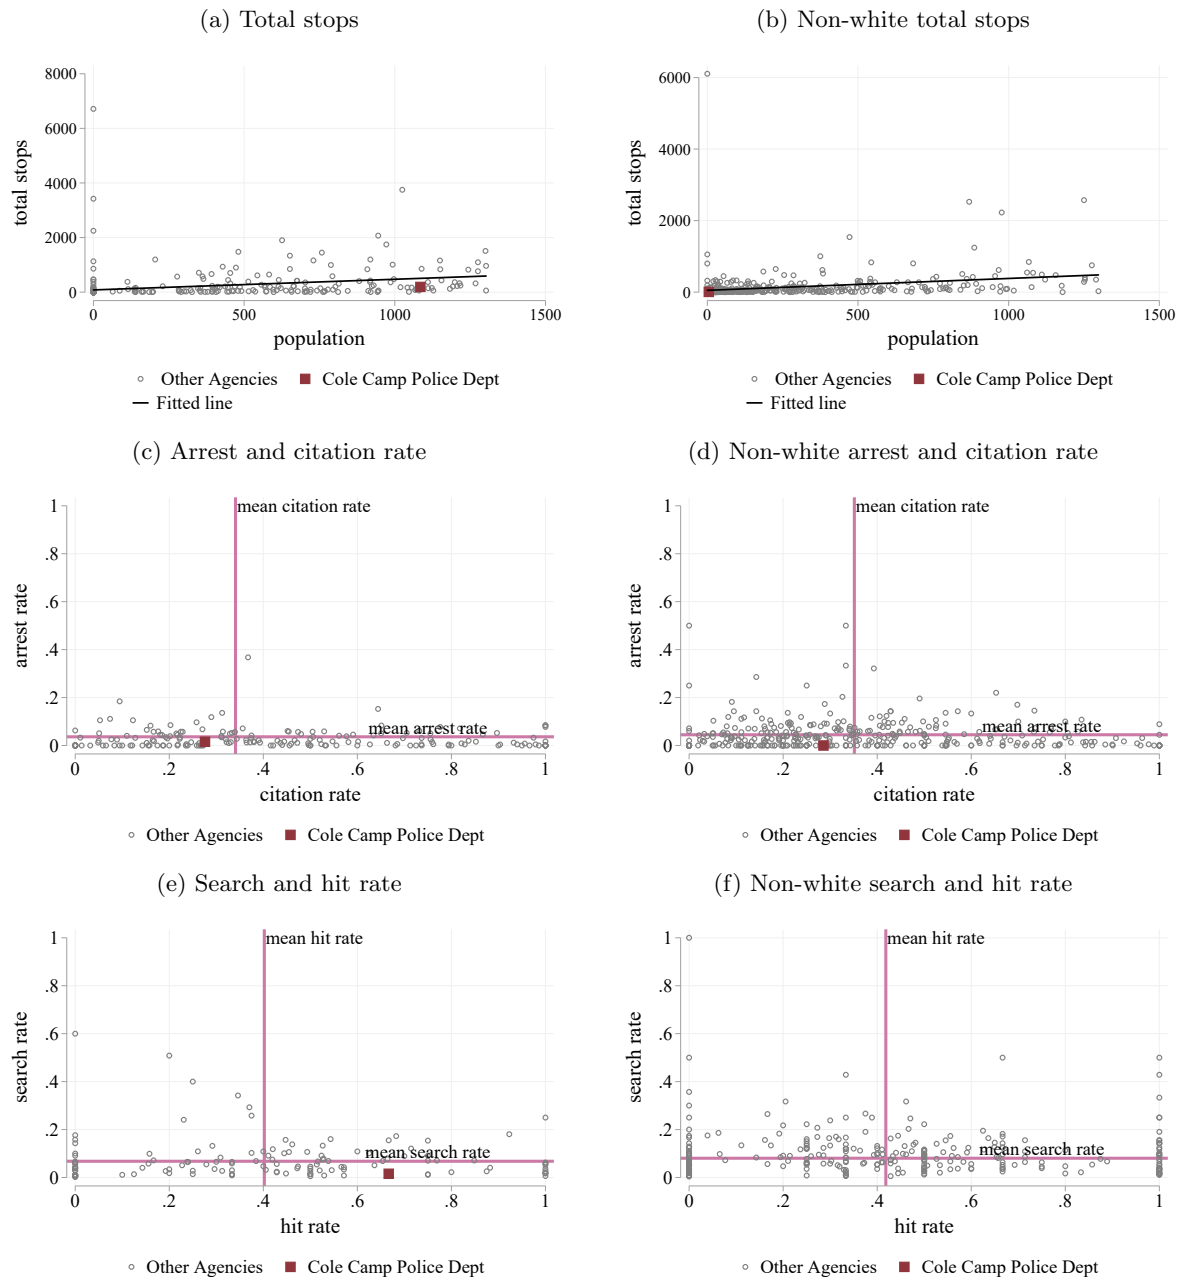 (a) Total stops
total stops
8000
6000
4000
2000
0
0 500 1000 1500
population
Other Agencies Cole Camp Police Dept
Fitted line
(b) Non-white total stops
total stops
6000
4000
2000
0
0 500 1000 1500
population
Other Agencies Cole Camp Police Dept
Fitted line
(c) Arrest and citation rate
arrest rate
1
.8
.6
.4
.2
0
mean citation rate
mean arrest rate
0 .2 .4 .6 .8 1
citation rate
Other Agencies Cole Camp Police Dept
(d) Non-white arrest and citation rate
arrest rate
1
.8
.6
.4
.2
0
mean citation rate
mean arrest rate
0 .2 .4 .6 .8 1
citation rate
Other Agencies Cole Camp Police Dept
(e) Search and hit rate
search rate
1
.8
.6
.4
.2
0
mean hit rate
mean search rate
0 .2 .4 .6 .8 1
hit rate
Other Agencies Cole Camp Police Dept
(f) Non-white search and hit rate
search rate
1
.8
.6
.4
.2
0
mean hit rate
mean search rate
0 .2 .4 .6 .8 1
hit rate
Other Agencies Cole Camp Police Dept